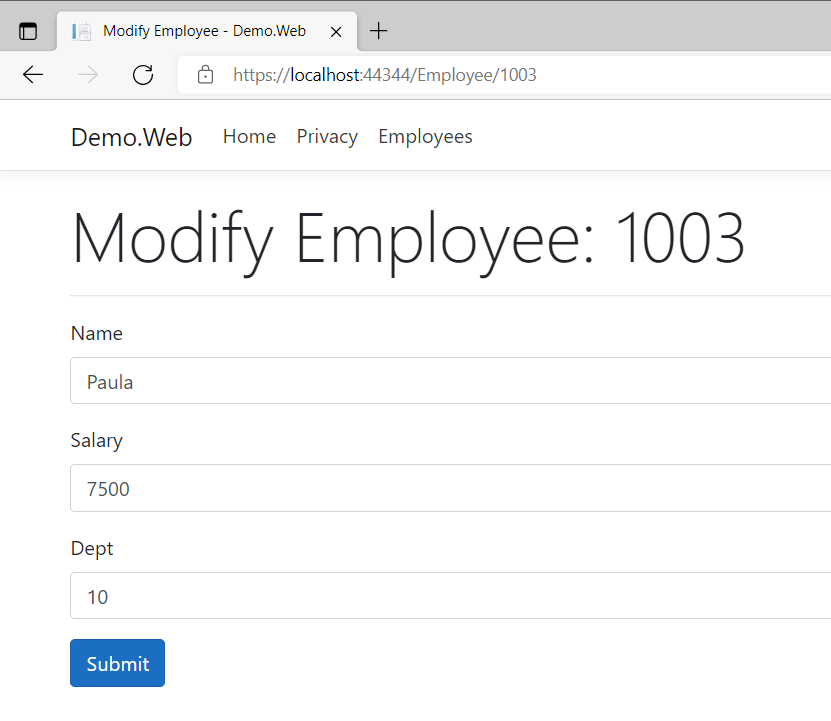 Modify Employee - Demo.Web
https://localhost:44344/Employee/1003
Demo.Web Home Privacy Employees
Modify Employee: 1003
Name
Paula
Salary
7500
Dept
10
Submit